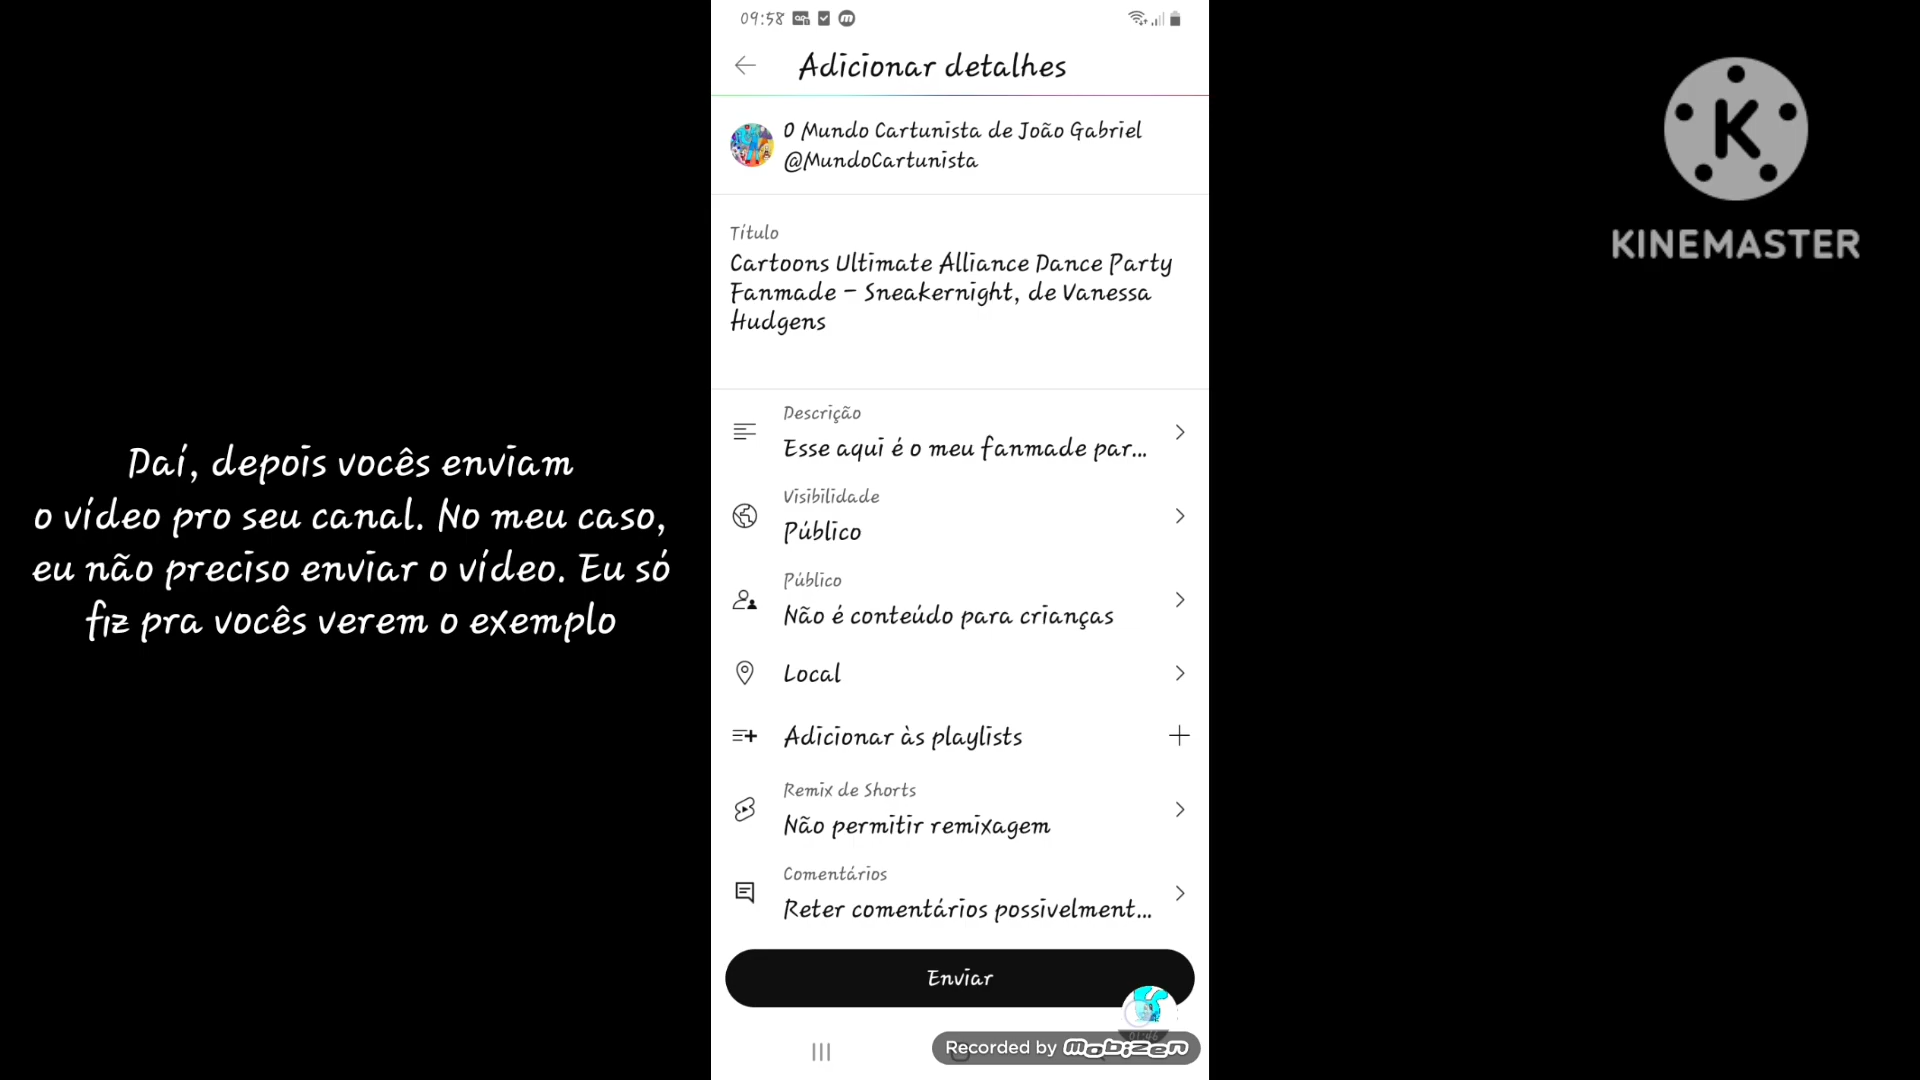 09:58
Adicionar detalhes
O Mundo Cartunista de João Gabriel
@MundoCartunista
Título
Cartoons Ultimate Alliance Dance Party
Fanmade - Sneakernight, de Vanessa
Hudgens
Descrição
Esse aqui é o meu fanmade par...
Visibilidade
Público
Público
Não é conteúdo para crianças
Local
Adicionar às playlists
Remix de Shorts
Não permitir remixagem
Comentários
Reter comentários possivelment...
Enviar
Recorded by Mobizen
Daí, depois vocês enviam
o vídeo pro seu canal. No meu caso,
eu não preciso enviar o vídeo. Eu só
fiz pra vocês verem o exemplo
K
KINEMASTER